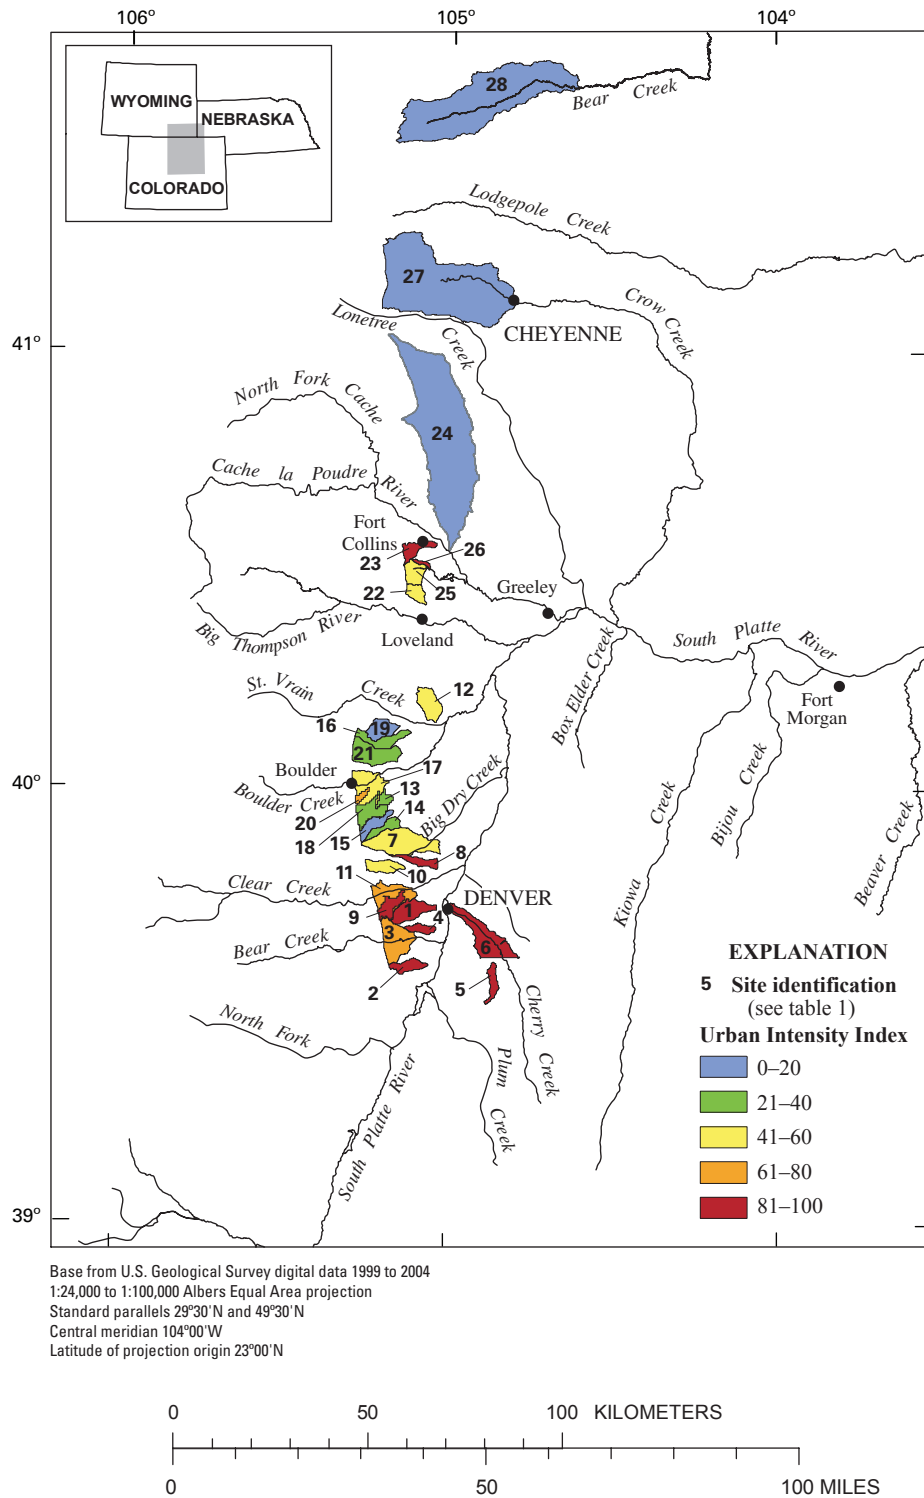 106° 105° 104°
WYOMING
NEBRASKA
COLORADO
28
Bear Creek
Lodgepole Creek
27
CHEYENNE
Crow Creek
Lonetree Creek
41°
North Fork Cache
24
Cache la Poudre River
Fort
Collins
26
23
22 25
Greeley
Big Thompson River
Loveland
South Platte River
Box Elder Creek
Fort
Morgan
St. Vrain Creek
12
16 19
21
Boulder
17
40°
Boulder Creek
13
20
14
Big Dry Creek
18 15
7
8
10
11
Clear Creek
DENVER
9 1
4
Bear Creek
3
6
2
5
Kiowa Creek
Bijou Creek
Beaver Creek
Cherry Creek
Plum Creek
North Fork
South Platte River
39°
EXPLANATION
5 Site identification
(see table 1)
Urban Intensity Index
0–20
21–40
41–60
61–80
81–100
Base from U.S. Geological Survey digital data 1999 to 2004
1:24,000 to 1:100,000 Albers Equal Area projection
Standard parallels 29°30'N and 49°30'N
Central meridian 104°00'W
Latitude of projection origin 23°00'N
0 50 100 KILOMETERS
0 50 100 MILES